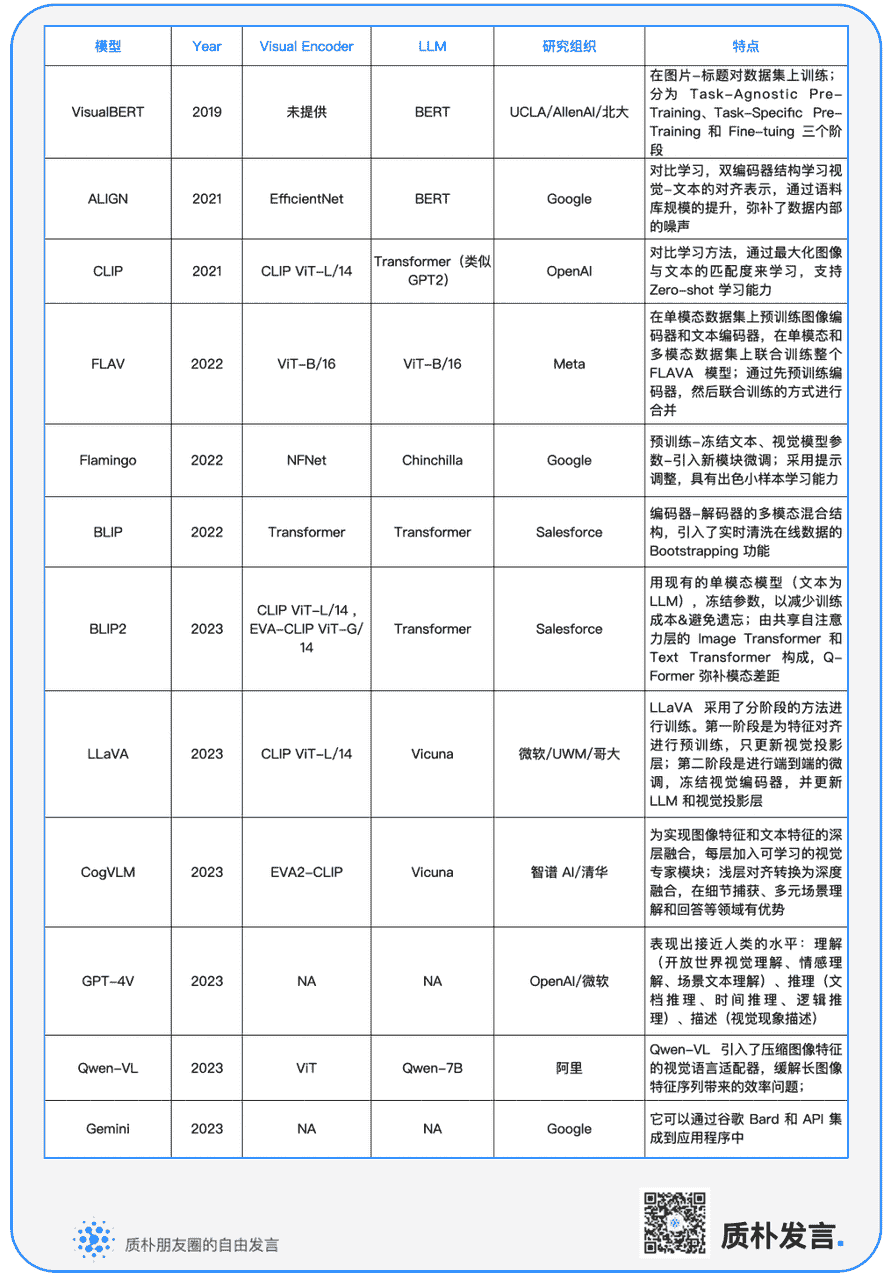 模型 Year Visual Encoder LLM 研究组织 特点
VisualBERT 2019 未提供 BERT UCLA/AllenAI/北大
在图片-标题对数据集上训练；
分为 Task-Agnostic Pre-
Training、Task-Specific Pre-
Training 和 Fine-tuing 三个阶
段
ALIGN 2021 EfficientNet BERT Google
对比学习，双编码器结构学习视
觉-文本的对齐表示，通过语料
库规模的提升，弥补了数据内部
的噪声
CLIP 2021 CLIP ViT-L/14
Transformer（类似
GPT2）
OpenAI
对比学习方法，通过最大化图像
与文本的匹配度来学习，支持
Zero-shot 学习能力
FLAV 2022 ViT-B/16 ViT-B/16 Meta
在单模态数据集上预训练图像编
码器和文本编码器，在单模态和
多模态数据集上联合训练整个
FLAVA 模型；通过先预训练编
码器，然后联合训练的方式进行
合并
Flamingo 2022 NFNet Chinchilla Google
预训练-冻结文本、视觉模型参
数-引入新模块微调；采用提示
调整，具有出色小样本学习能力
BLIP 2022 Transformer Transformer Salesforce
编码器-解码器的多模态混合结
构，引入了实时清洗在线数据的
Bootstrapping 功能
BLIP2 2023
CLIP ViT-L/14 ,
EVA-CLIP ViT-G/
14
Transformer Salesforce
用现有的单模态模型（文本为
LLM），冻结参数，以减少训练
成本&避免遗忘；由共享自注意
力层的 Image Transformer 和
Text Transformer 构成，Q-
Former 弥补模态差距
LLaVA 2023 CLIP ViT-L/14 Vicuna 微软/UWM/哥大
LLaVA 采用了分阶段的方法进
行训练。第一阶段是为特征对齐
进行预训练，只更新视觉投影
层；第二阶段是进行端到端的微
调，冻结视觉编码器，并更新
LLM 和视觉投影层
CogVLM 2023 EVA2-CLIP Vicuna 智谱 AI/清华
为实现图像特征和文本特征的深
层融合，每层加入可学习的视觉
专家模块；浅层对齐转换为深度
融合，在细节捕获、多元场景理
解和回答等领域有优势
GPT-4V 2023 NA NA OpenAI/微软
表现出接近人类的水平：理解
（开放世界视觉理解、情感理
解、场景文本理解）、推理（文
档推理、时间推理、逻辑推
理）、描述（视觉现象描述）
Qwen-VL 2023 ViT Qwen-7B 阿里
Qwen-VL 引入了压缩图像特征
的视觉语言适配器，缓解长图像
特征序列带来的效率问题；
Gemini 2023 NA NA Google
它可以通过谷歌 Bard 和 API 集
成到应用程序中
质朴朋友圈的自由发言
质朴发言.